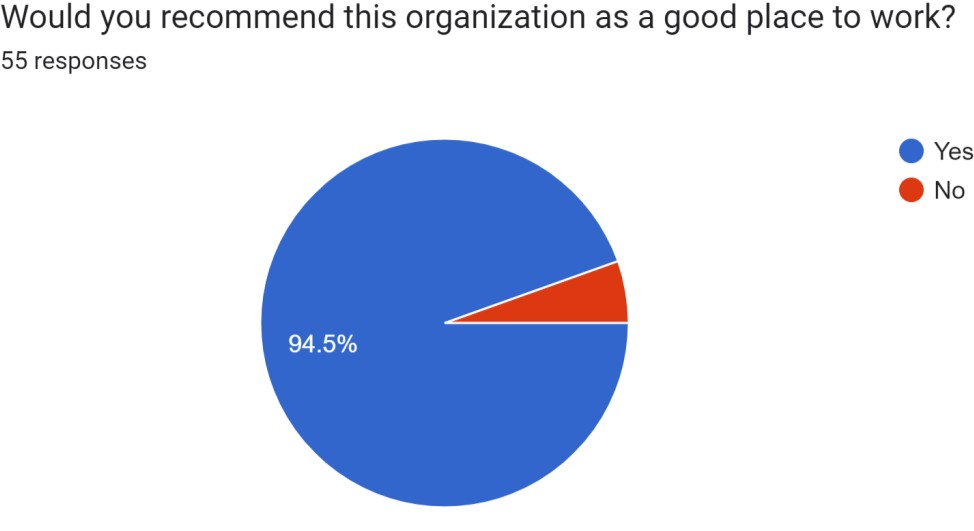 Would you recommend this organization as a good place to work?
55 responses
Yes
No
94.5%